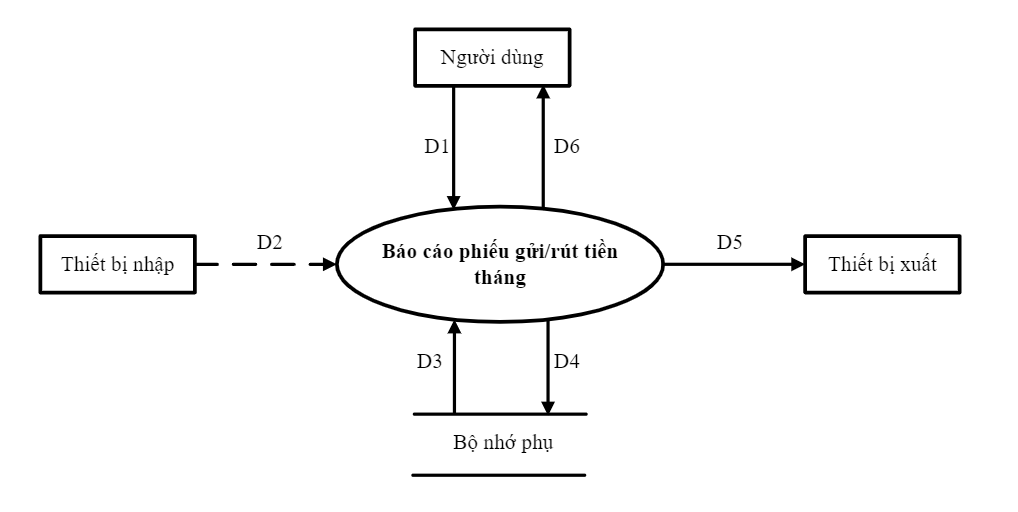 Người dùng
D1
D6
Thiết bị nhập
D2
Báo cáo phiếu gửi/rút tiền
tháng
D5
Thiết bị xuất
D3
D4
Bộ nhớ phụ